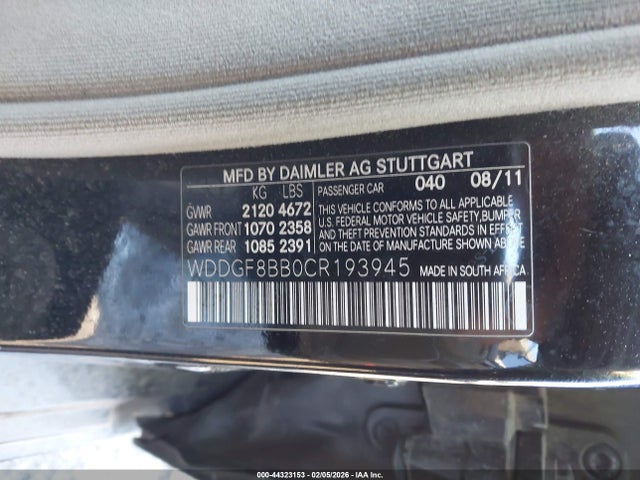 MFD BY DAIMLER AG STUTTGART
KG LBS
GVWR 2120 4672
GAWR FRONT 1070 2358
GAWR REAR 1085 2391
PASSENGER CAR 040 08/11
THIS VEHICLE CONFORMS TO ALL APPLICABLE
U.S. FEDERAL MOTOR VEHICLE SAFETY, BUMPER
AND THEFT PREVENTION STANDARDS IN EFFECT
ON THE DATE OF MANUFACTURE SHOWN ABOVE.
WDDGF8BB0CR193945 MADE IN SOUTH AFRICA
000-44323153 - 02/05/2026 - IAA Inc.